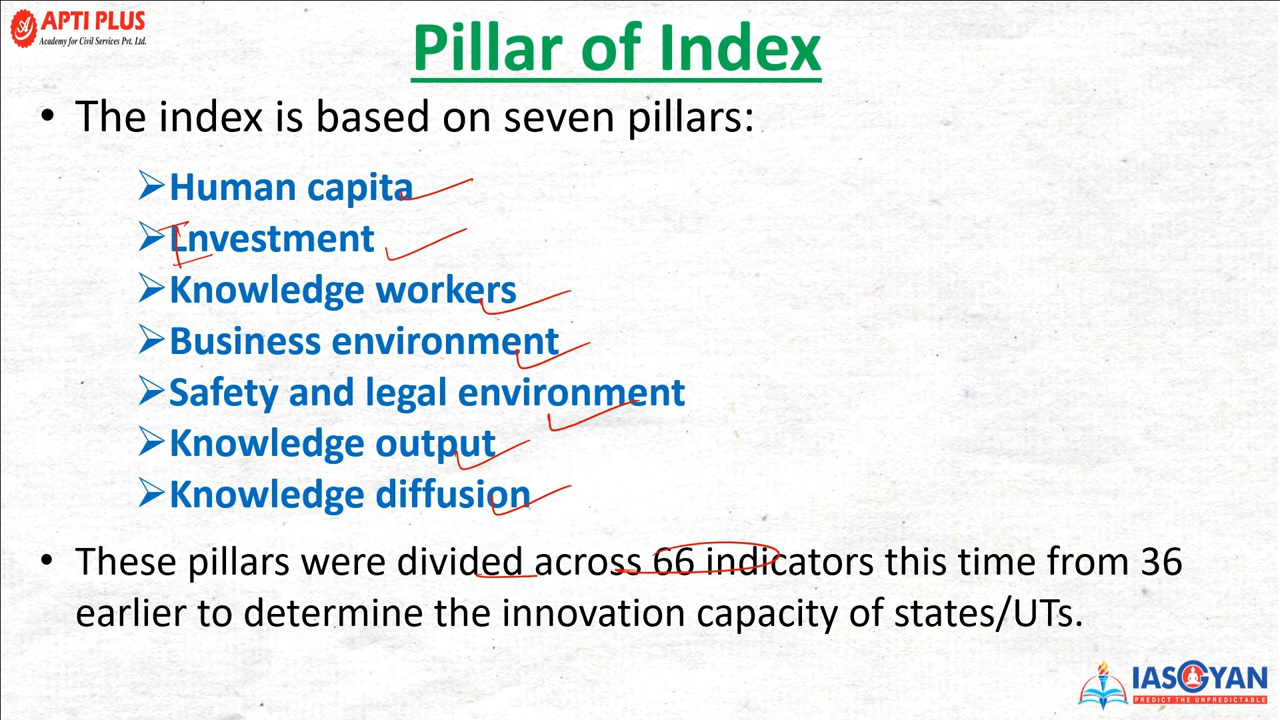 APTI PLUS
Academy for Civil Services Pvt. Ltd.
Pillar of Index
• The index is based on seven pillars:
➢Human capita
➢Lnvestment
➢Knowledge workers
➢Business environment
➢Safety and legal environment
➢Knowledge output
➢Knowledge diffusion
• These pillars were divided across 66 indicators this time from 36
earlier to determine the innovation capacity of states/UTs.
IASGYAN
PREDICT THE UNPREDICTABLE